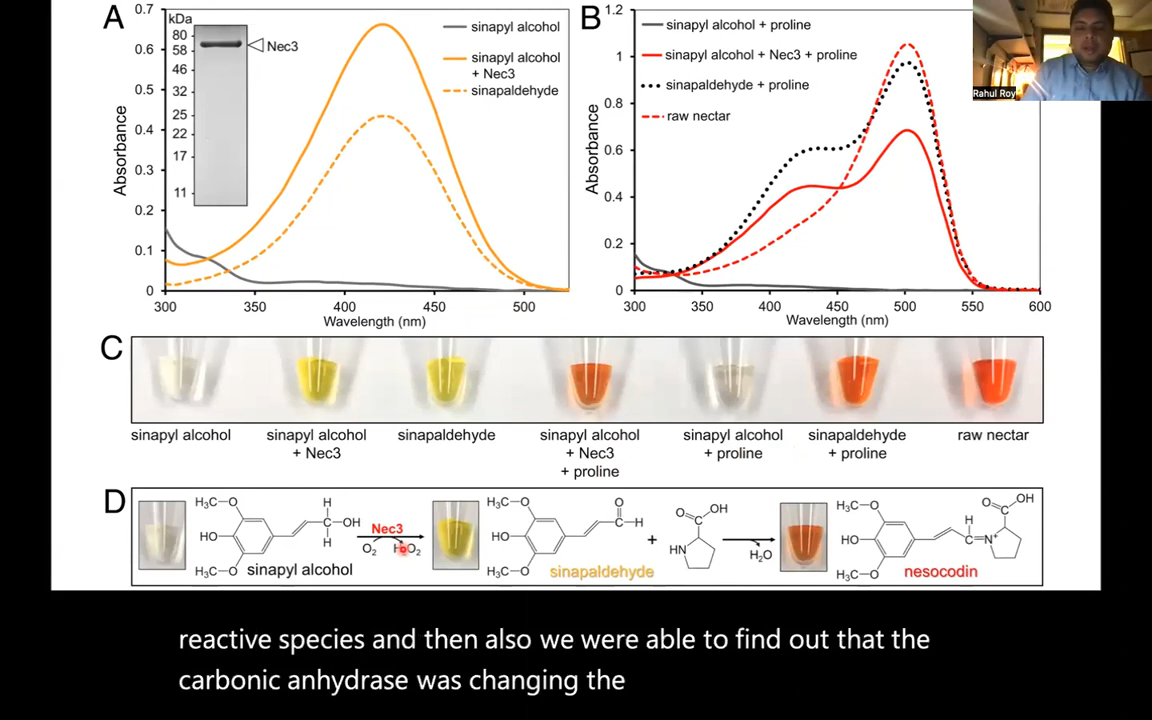 A
kDa
80
58
46
32
25
22
17
11
Nec3
sinapyl alcohol
sinapyl alcohol
+ Nec3
sinapaldehyde
Absorbance
0.7
0.6
0.5
0.4
0.3
0.2
0.1
0
300
400
450
500
Wavelength (nm)
B
sinapyl alcohol + proline
sinapyl alcohol + Nec3 + proline
sinapaldehyde + proline
raw nectar
Absorbance
1.2
1
0.8
0.6
0.4
0.2
0
300
350
400
450
500
550
600
Wavelength (nm)
Rahul Roy
C
sinapyl alcohol
sinapyl alcohol
+ Nec3
sinapaldehyde
sinapyl alcohol
+ Nec3
+ proline
sinapyl alcohol
+ proline
sinapaldehyde
+ proline
raw nectar
D
H₃C O
HO
H₃C O
H
OH
H
C
sinapyl alcohol
Nec3
O₂
H₂O₂
H₃C O
HO
H₃C O
O
C H
sinapaldehyde
+
O
OH
HN
H₂O
H₃C O
HO
H₃C O
H
C
N⁺
O
OH
nesocodin
reactive species and then also we were able to find out that the
carbonic anhydrase was changing the